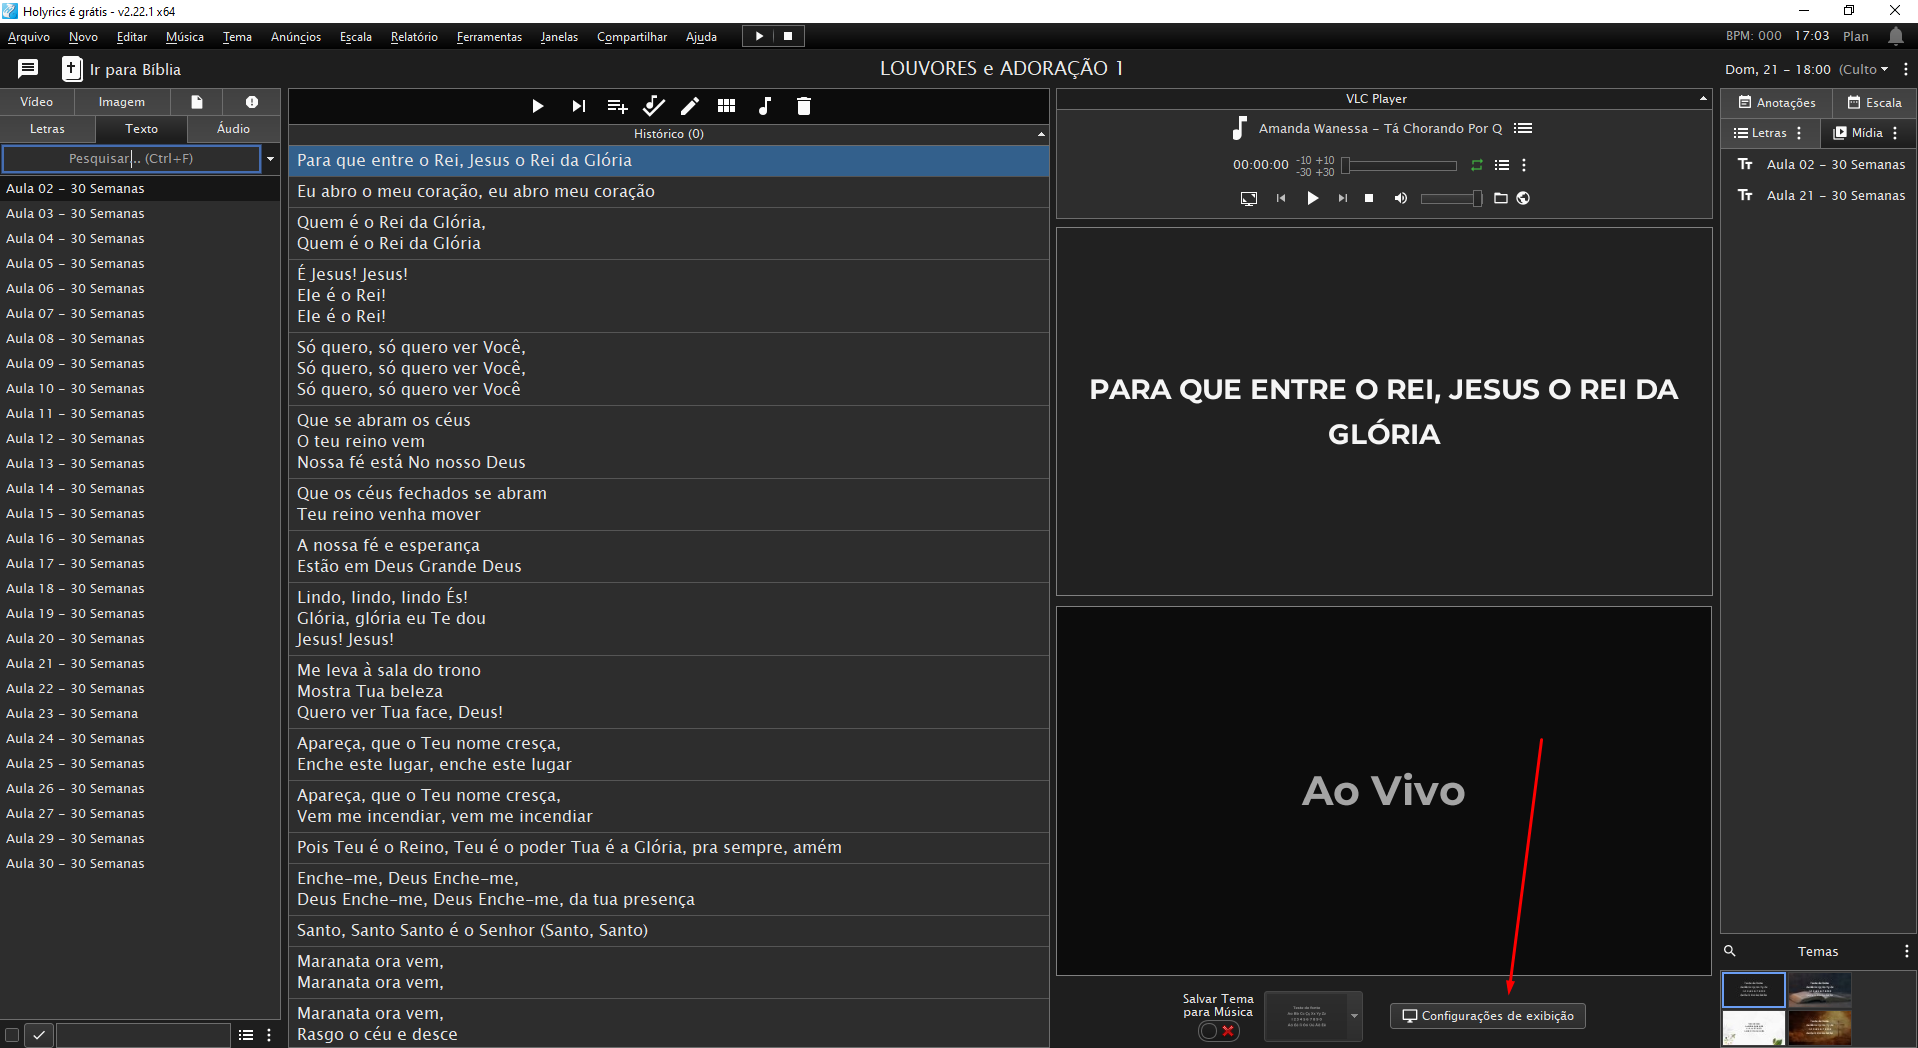 Holyrics é grátis - v2.22.1 x64
Arquivo Novo Editar Música Tema Anúncios Escala Relatório Ferramentas Janelas Compartilhar Ajuda
BPM: 000 17:03 Plan
Ir para Bíblia
LOUVORES e ADORAÇÃO 1
Dom, 21 - 18:00 (Culto
Vídeo Imagem
Letras Texto Áudio
Pesquisar... (Ctrl+F)
Aula 02 - 30 Semanas
Aula 03 - 30 Semanas
Aula 04 - 30 Semanas
Aula 05 - 30 Semanas
Aula 06 - 30 Semanas
Aula 07 - 30 Semanas
Aula 08 - 30 Semanas
Aula 09 - 30 Semanas
Aula 10 - 30 Semanas
Aula 11 - 30 Semanas
Aula 12 - 30 Semanas
Aula 13 - 30 Semanas
Aula 14 - 30 Semanas
Aula 15 - 30 Semanas
Aula 16 - 30 Semanas
Aula 17 - 30 Semanas
Aula 18 - 30 Semanas
Aula 19 - 30 Semanas
Aula 20 - 30 Semanas
Aula 21 - 30 Semanas
Aula 22 - 30 Semanas
Aula 23 - 30 Semana
Aula 24 - 30 Semanas
Aula 25 - 30 Semanas
Aula 26 - 30 Semanas
Aula 27 - 30 Semanas
Aula 29 - 30 Semanas
Aula 30 - 30 Semanas
Histórico (0)
Para que entre o Rei, Jesus o Rei da Glória
Eu abro o meu coração, eu abro meu coração
Quem é o Rei da Glória,
Quem é o Rei da Glória
É Jesus! Jesus!
Ele é o Rei!
Ele é o Rei!
Só quero, só quero ver Você,
Só quero, só quero ver Você,
Só quero, só quero ver Você
Que se abram os céus
O teu reino vem
Nossa fé está No nosso Deus
Que os céus fechados se abram
Teu reino venha mover
A nossa fé e esperança
Estão em Deus Grande Deus
Lindo, lindo, lindo És!
Glória, glória eu Te dou
Jesus! Jesus!
Me leva à sala do trono
Mostra Tua beleza
Quero ver Tua face, Deus!
Apareça, que o Teu nome cresça,
Enche este lugar, enche este lugar
Apareça, que o Teu nome cresça,
Vem me incendiar, vem me incendiar
Pois Teu é o Reino, Teu é o poder Tua é a Glória, pra sempre, amém
Enche-me, Deus Enche-me,
Deus Enche-me, Deus Enche-me, da tua presença
Santo, Santo Santo é o Senhor (Santo, Santo)
Maranata ora vem,
Maranata ora vem,
Maranata ora vem,
Rasgo o céu e desce
VLC Player
Amanda Wanessa - Tá Chorando Por Q
00:00:00 -10 +10
-30 +30
PARA QUE ENTRE O REI, JESUS O REI DA
GLÓRIA
Ao Vivo
Salvar Tema
para Música
Configurações de exibição
Anotações Escala
Letras Mídia
Aula 02 - 30 Semanas
Aula 21 - 30 Semanas
Temas